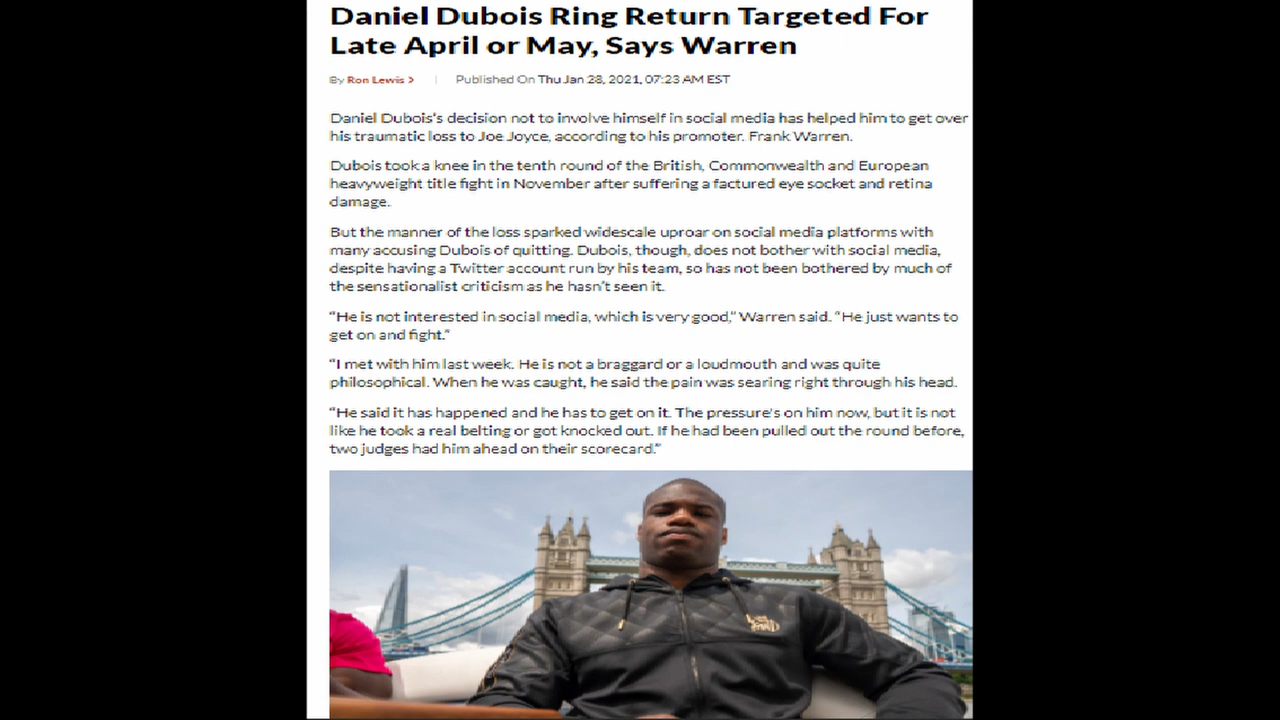 Daniel Dubois Ring Return Targeted For
Late April or May, Says Warren
By Ron Lewis > | Published On Thu Jan 28, 2021, 07:23 AM EST
Daniel Dubois's decision not to involve himself in social media has helped him to get over
his traumatic loss to Joe Joyce, according to his promoter. Frank Warren.
Dubois took a knee in the tenth round of the British, Commonwealth and European
heavyweight title fight in November after suffering a factured eye socket and retina
damage.
But the manner of the loss sparked widescale uproar on social media platforms with
many accusing Dubois of quitting. Dubois, though, does not bother with social media,
despite having a Twitter account run by his team, so has not been bothered by much of
the sensationalist criticism as he hasn't seen it.
“He is not interested in social media, which is very good,” Warren said. “He just wants to
get on and fight.”
“I met with him last week. He is not a braggard or a loudmouth and was quite
philosophical. When he was caught, he said the pain was searing right through his head.
“He said it has happened and he has to get on it. The pressure's on him now, but it is not
like he took a real belting or got knocked out. If he had been pulled out the round before,
two judges had him ahead on their scorecard.”